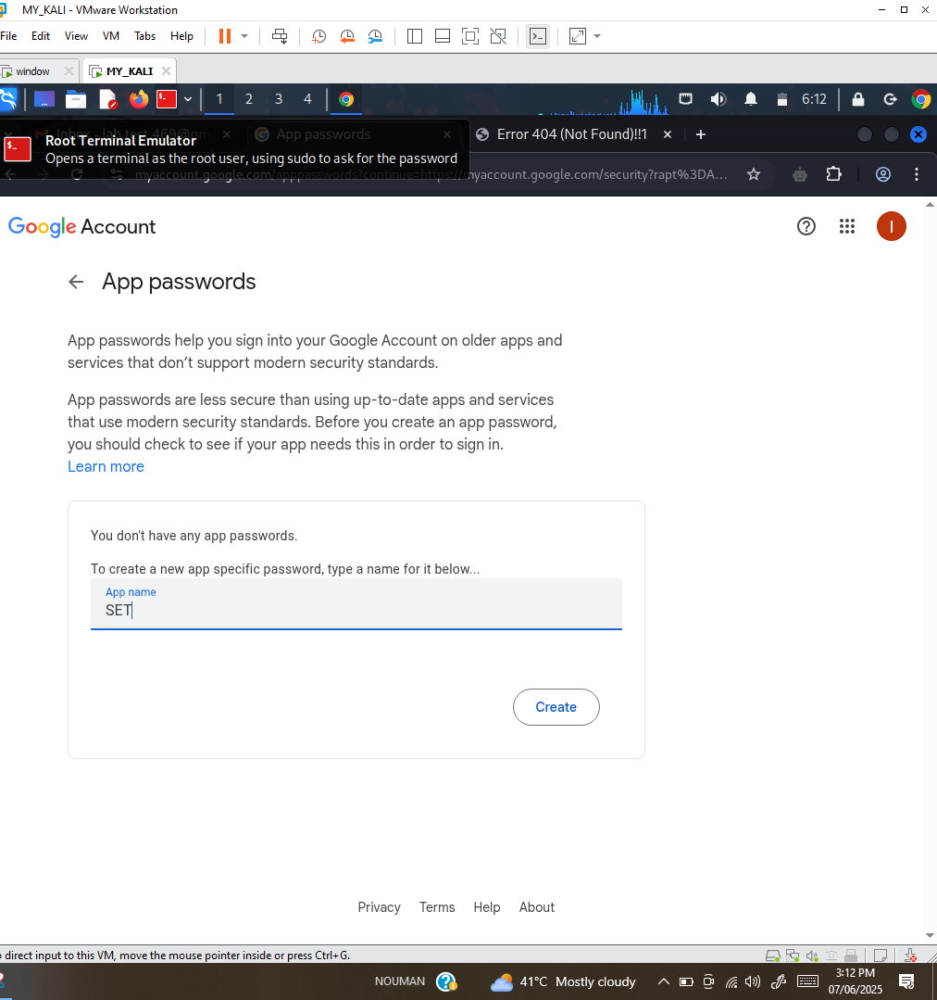 MY_KALI - VMware Workstation
File Edit View VM Tabs Help
window
MY_KALI
1 2 3 4
6:12
App passwords
Error 404 (Not Found)!!1
Root Terminal Emulator
Opens a terminal as the root user, using sudo to ask for the password
myaccount.google.com/apppasswords?continue=https://myaccount.google.com/security?rapt%3DA...
Google Account
I
App passwords
App passwords help you sign into your Google Account on older apps and
services that don’t support modern security standards.
App passwords are less secure than using up-to-date apps and services
that use modern security standards. Before you create an app password,
you should check to see if your app needs this in order to sign in.
Learn more
You don't have any app passwords.
To create a new app specific password, type a name for it below...
App name
SET
Create
Privacy Terms Help About
direct input to this VM, move the mouse pointer inside or press Ctrl+G.
NOUMAN
41°C Mostly cloudy
3:12 PM
07/06/2025